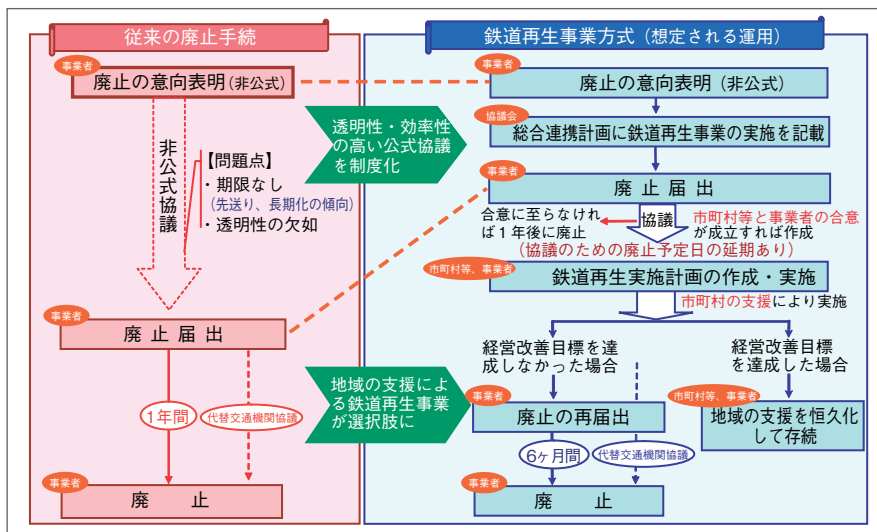 従来の廃止手続
事業者
廃止の意向表明(非公式)
非公式協議
【問題点】
・期限なし
(先送り、長期化の傾向)
・透明性の欠如
事業者
廃止届出
1年間
代替交通機関協議
事業者
廃止
透明性・効率性
の高い公式協議
を制度化
地域の支援によ
る鉄道再生事業
が選択肢に
鉄道再生事業方式(想定される運用)
事業者
廃止の意向表明(非公式)
協議会
総合連携計画に鉄道再生事業の実施を記載
事業者
廃止届出
合意に至らなけれ
ば1年後に廃止
協議
市町村等と事業者の合意
が成立すれば作成
(協議のための廃止予定日の延期あり)
市町村等、事業者
鉄道再生実施計画の作成・実施
市町村の支援により実施
経営改善目標を達
成しなかった場合
経営改善目標
を達成した場合
事業者
廃止の再届出
市町村等、事業者
地域の支援を恒久化
して存続
6ヶ月間
代替交通機関協議
事業者
廃止